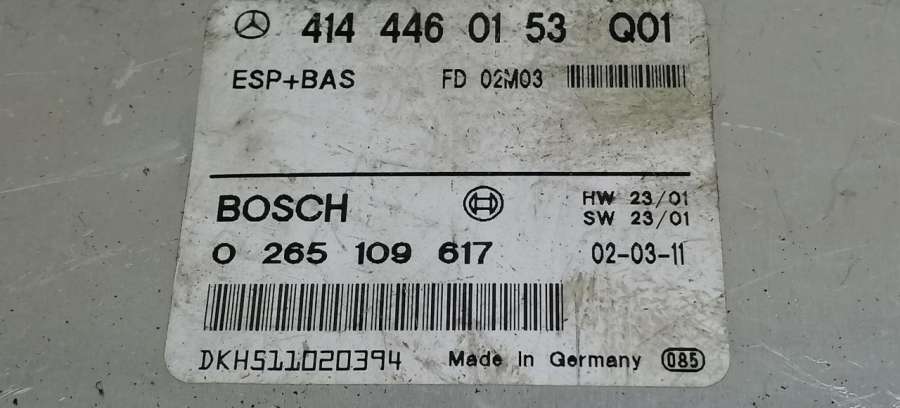 414 446 01 53 Q01
ESP+BAS FD 02M03
BOSCH HW 23/01
SW 23/01
0 265 109 617 02-03-11
DKH511020394 Made in Germany 085